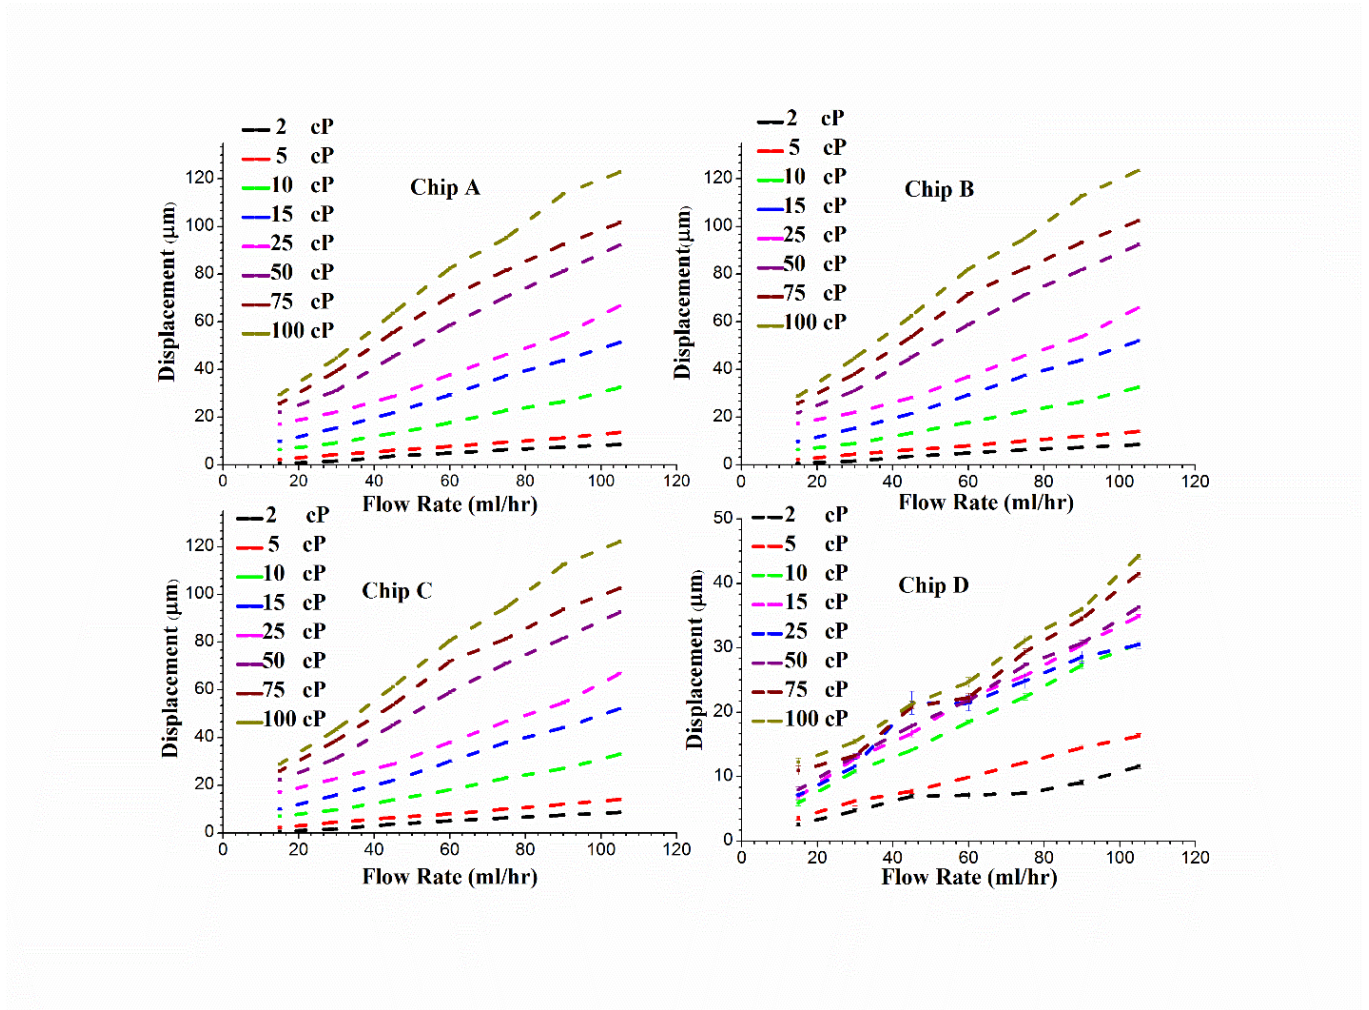 2 cP
5 cP
10 cP
15 cP
25 cP
50 cP
75 cP
100 cP
Chip A
Displacement (μm)
120
100
80
60
40
20
0
0 20 40 60 80 100 120
Flow Rate (ml/hr)
2 cP
5 cP
10 cP
15 cP
25 cP
50 cP
75 cP
100 cP
Chip B
Displacement(μm)
120
100
80
60
40
20
0
0 20 40 60 80 100 120
Flow Rate (ml/hr)
2 cP
5 cP
10 cP
15 cP
25 cP
50 cP
75 cP
100 cP
Chip C
Displacement (μm)
120
100
80
60
40
20
0
0 20 40 60 80 100 120
Flow Rate (ml/hr)
2 cP
5 cP
10 cP
15 cP
25 cP
50 cP
75 cP
100 cP
Chip D
Displacement (μm)
50
40
30
20
10
0
0 20 40 60 80 100 120
Flow Rate (ml/hr)